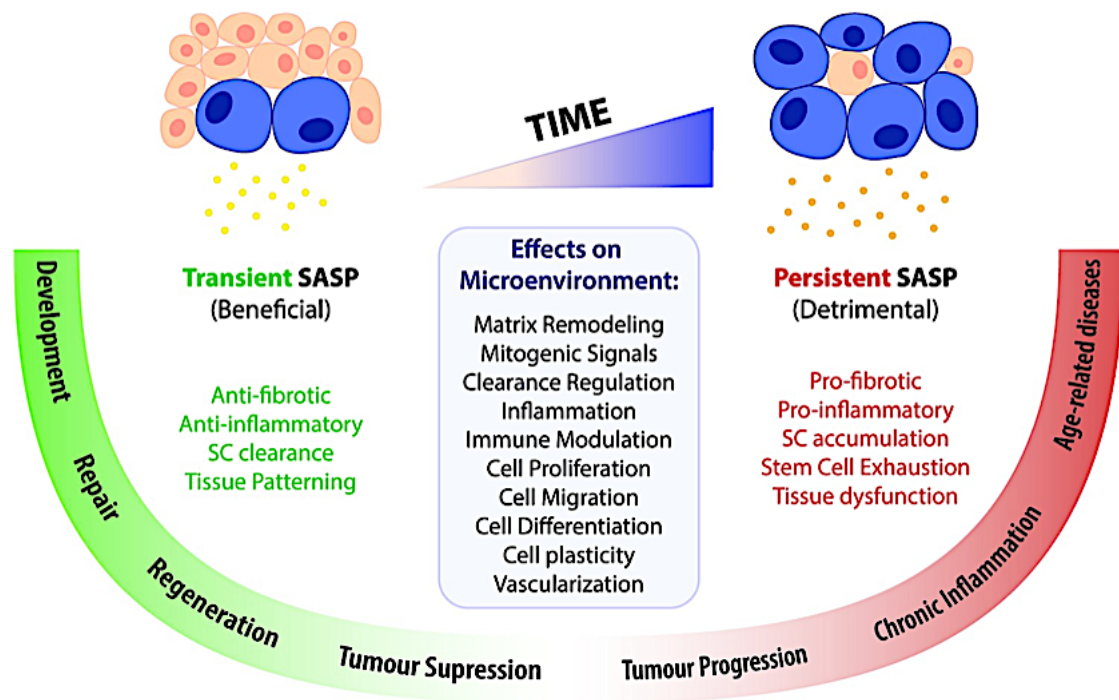 TIME
Transient SASP
(Beneficial)
Anti-fibrotic
Anti-inflammatory
SC clearance
Tissue Patterning
Effects on
Microenvironment:
Matrix Remodeling
Mitogenic Signals
Clearance Regulation
Inflammation
Immune Modulation
Cell Proliferation
Cell Migration
Cell Differentiation
Cell plasticity
Vascularization
Persistent SASP
(Detrimental)
Pro-fibrotic
Pro-inflammatory
SC accumulation
Stem Cell Exhaustion
Tissue dysfunction
Development
Repair
Regeneration
Tumour Supression
Tumour Progression
Chronic Inflammation
Age-related diseases